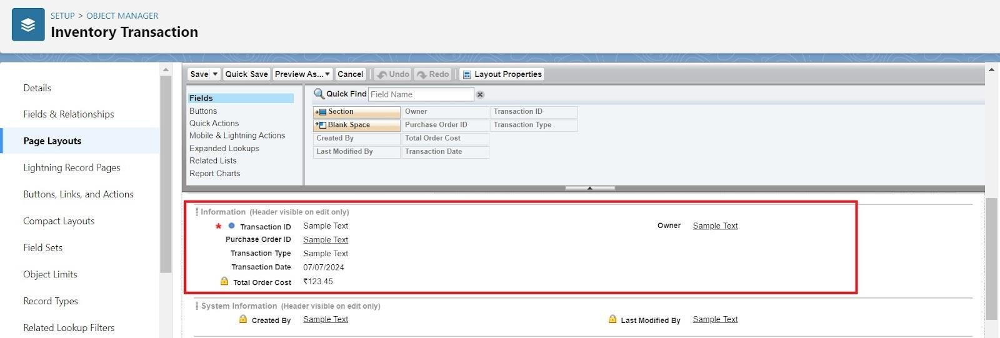 SETUP > OBJECT MANAGER
Inventory Transaction
Details
Fields & Relationships
Page Layouts
Lightning Record Pages
Buttons, Links, and Actions
Compact Layouts
Field Sets
Object Limits
Record Types
Related Lookup Filters
Save Quick Save Preview As... Cancel Undo Redo Layout Properties
Fields
Buttons
Quick Actions
Mobile & Lightning Actions
Expanded Lookups
Related Lists
Report Charts
Quick Find Field Name
Section Owner Transaction ID
Blank Space Purchase Order ID Transaction Type
Created By Total Order Cost
Last Modified By Transaction Date
Information (Header visible on edit only)
* Transaction ID Sample Text Owner Sample Text
Purchase Order ID Sample Text
Transaction Type Sample Text
Transaction Date 07/07/2024
Total Order Cost ₹123.45
System Information (Header visible on edit only)
Created By Sample Text Last Modified By Sample Text